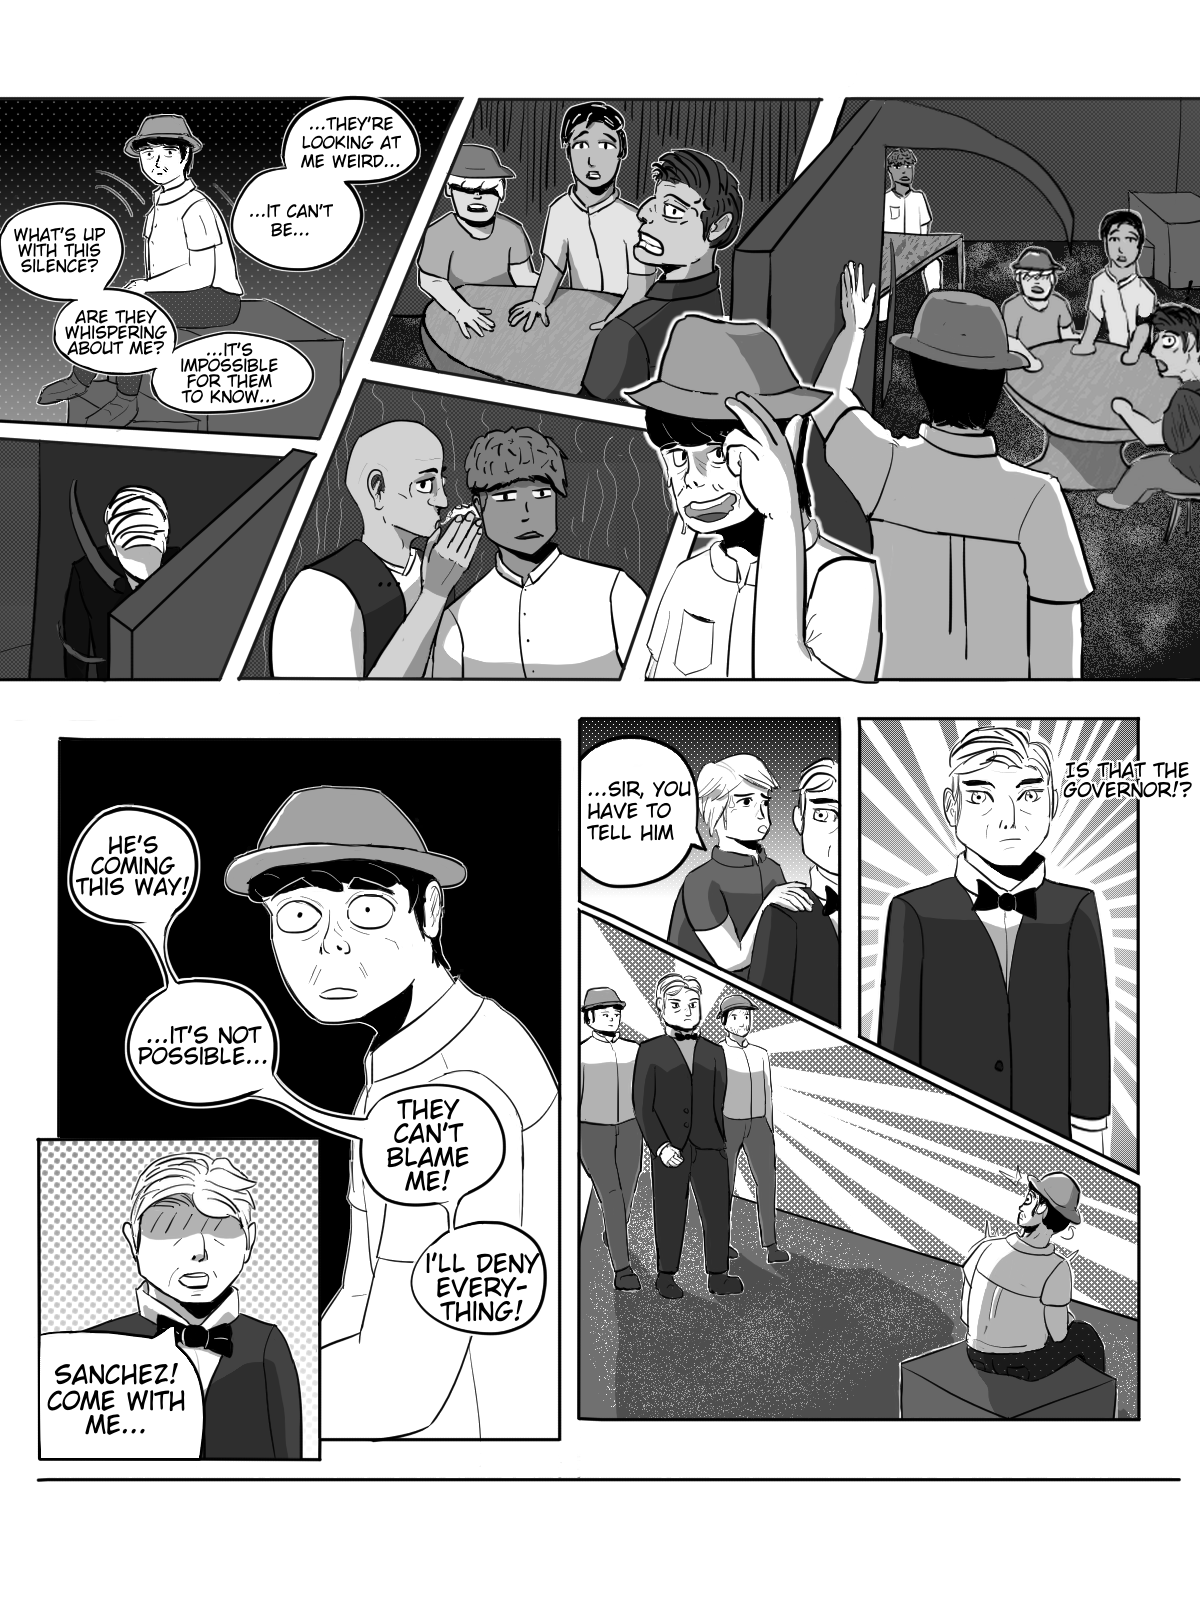 WHAT'S UP
WITH THIS
SILENCE?
ARE THEY
WHISPERING
ABOUT ME?
...IT'S
IMPOSSIBLE
FOR THEM
TO KNOW...
...THEY'RE
LOOKING AT
ME WEIRD...
...IT CAN'T
BE...
HE'S
COMING
THIS WAY!
...IT'S NOT
POSSIBLE...
THEY
CAN'T
BLAME
ME!
I'LL DENY
EVERY-
THING!
SANCHEZ!
COME WITH
ME...
...SIR, YOU
HAVE TO
TELL HIM
IS THAT THE
GOVERNOR!?